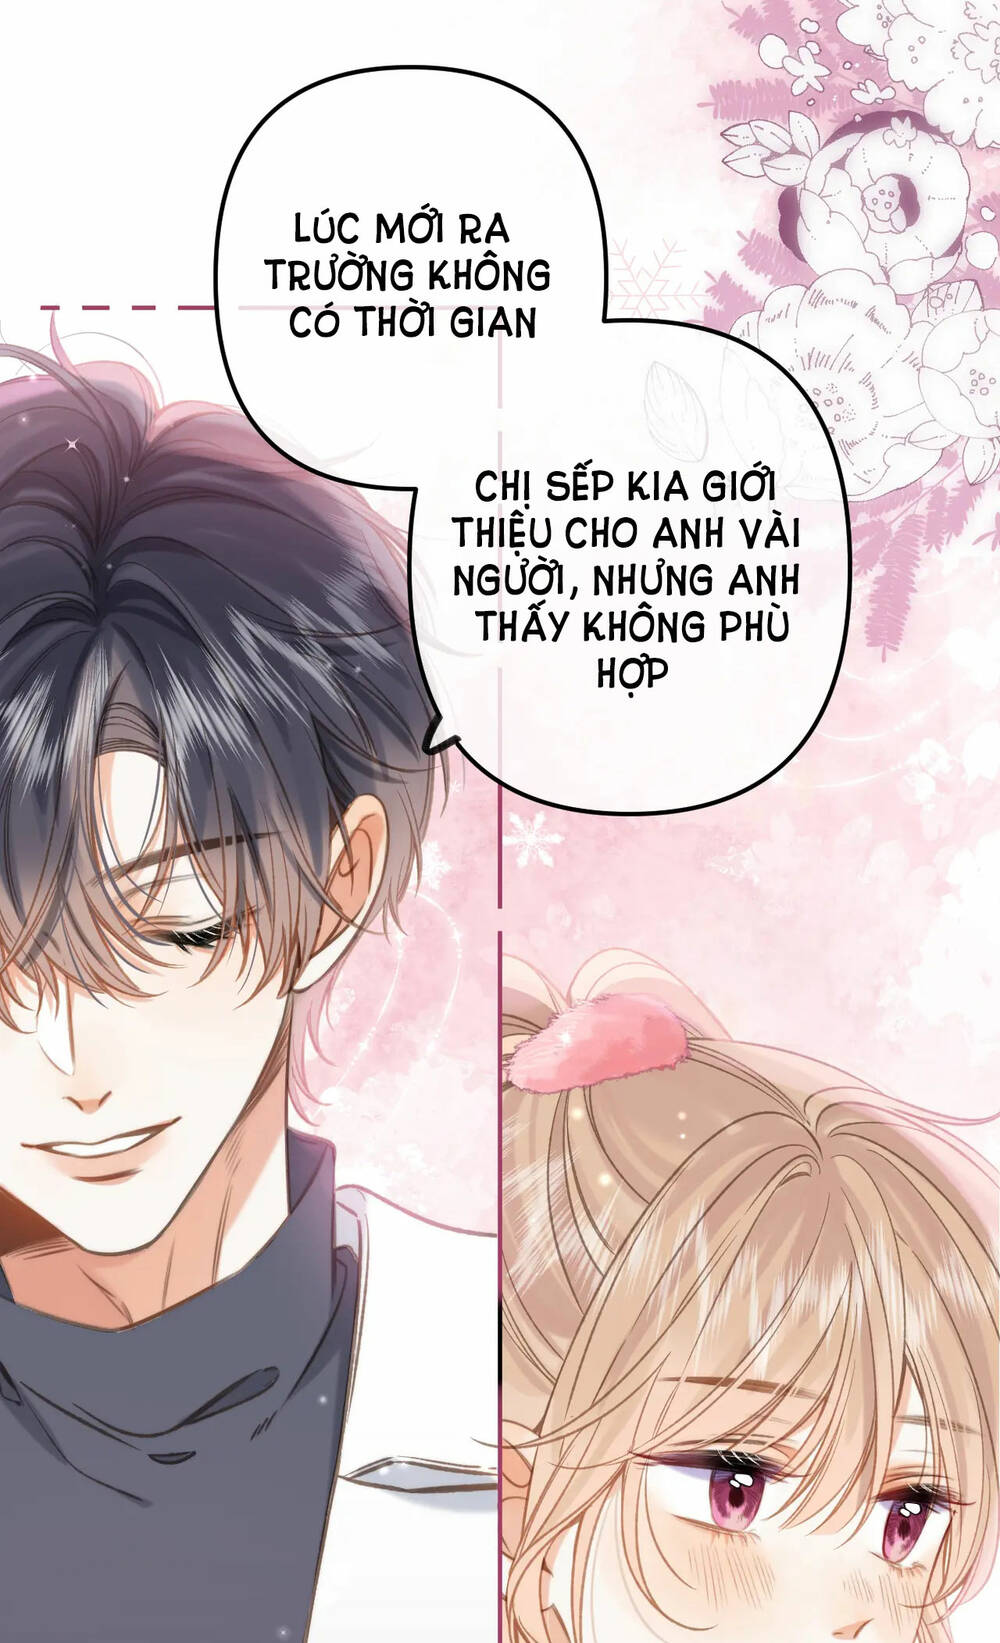 LÚC MỚI RA
TRƯỜNG KHÔNG
CÓ THỜI GIAN
CHỊ SẾP KIA GIỚI
THIỆU CHO ANH VÀI
NGƯỜI, NHƯNG ANH
THẤY KHÔNG PHÙ
HỢP